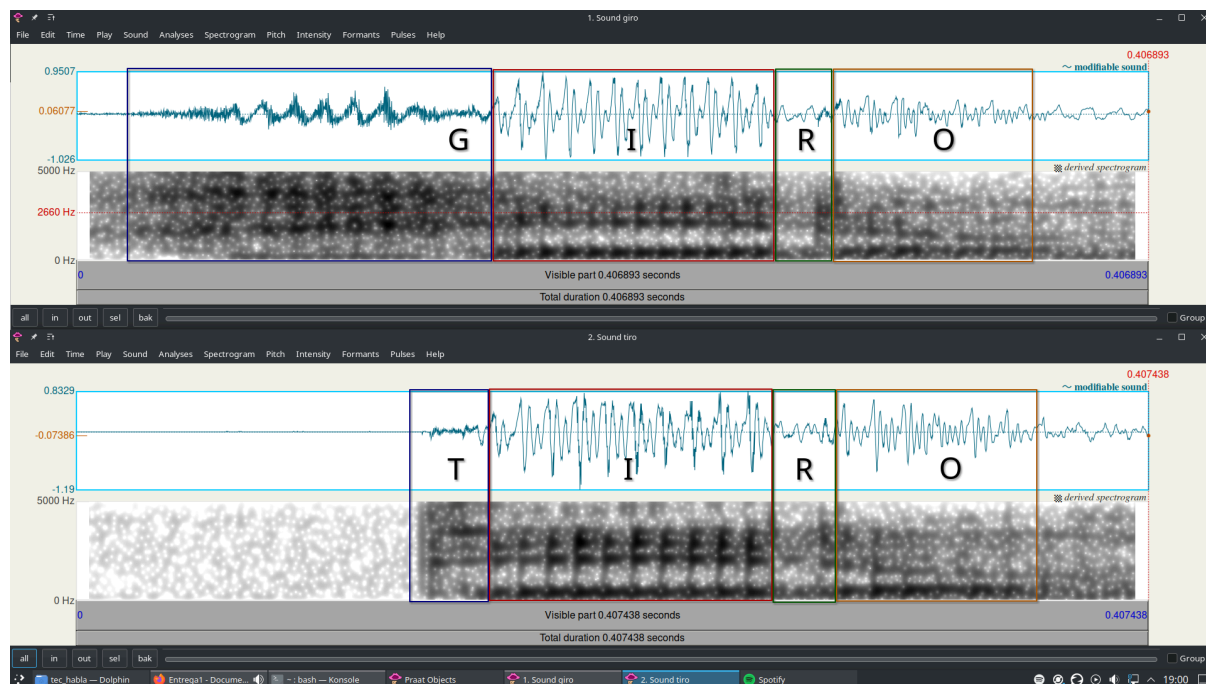 1. Sound giro
File Edit Time Play Sound Analyses Spectrogram Pitch Intensity Formants Pulses Help
0.406893
~ modifiable sound
0.9507
0.06077
-1.026
G I R O
derived spectrogram
5000 Hz
2660 Hz
0 Hz
0 Visible part 0.406893 seconds 0.406893
Total duration 0.406893 seconds
all in out sel bak Group
2. Sound tiro
File Edit Time Play Sound Analyses Spectrogram Pitch Intensity Formants Pulses Help
0.407438
~ modifiable sound
0.8329
-0.07386
-1.19
T I R O
derived spectrogram
5000 Hz
0 Hz
0 Visible part 0.407438 seconds 0.407438
Total duration 0.407438 seconds
all in out sel bak Group
tec_habla — Dolphin Entrega1 - Docume... ~ : bash — Konsole Praat Objects 1. Sound giro 2. Sound tiro Spotify 19:00